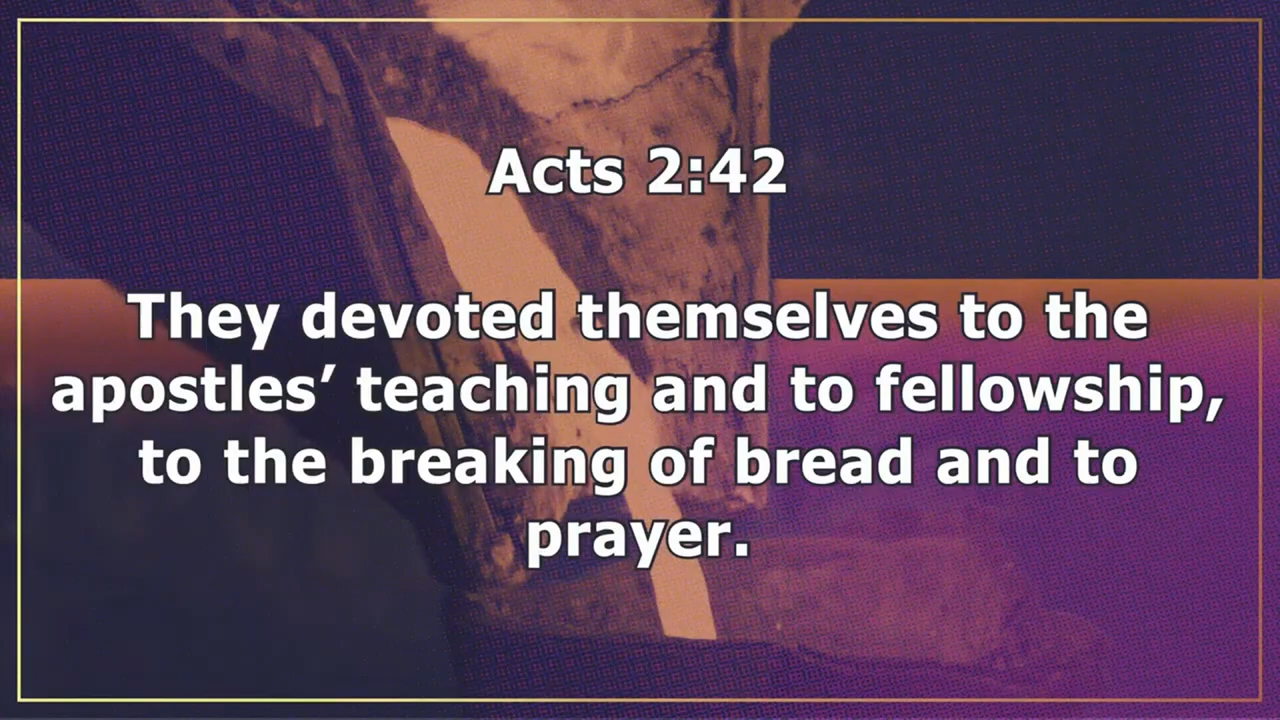 Acts 2:42
They devoted themselves to the
apostles’ teaching and to fellowship,
to the breaking of bread and to
prayer.